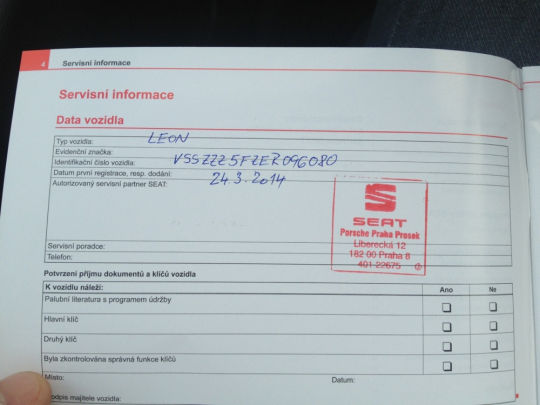 4 Servisní informace
Servisní informace
Data vozidla
Typ vozidla: LEON
Evidenční značka:
Identifikační číslo vozidla: VSSZZZ5FZER096080
Datum první registrace, resp. dodání: 24.3.2014
Autorizovaný servisní partner SEAT:
SEAT
Porsche Praha Prosek
Liberecká 12
182 00 Praha 8
401-22675
Servisní poradce:
Telefon:
Potvrzení příjmu dokumentů a klíčů vozidla
K vozidlu náleží: Ano Ne
Palubní literatura s programem údržby
Hlavní klíč
Druhý klíč
Byla zkontrolována správná funkce klíčů
Místo: Datum:
odpis majitele vozidla: